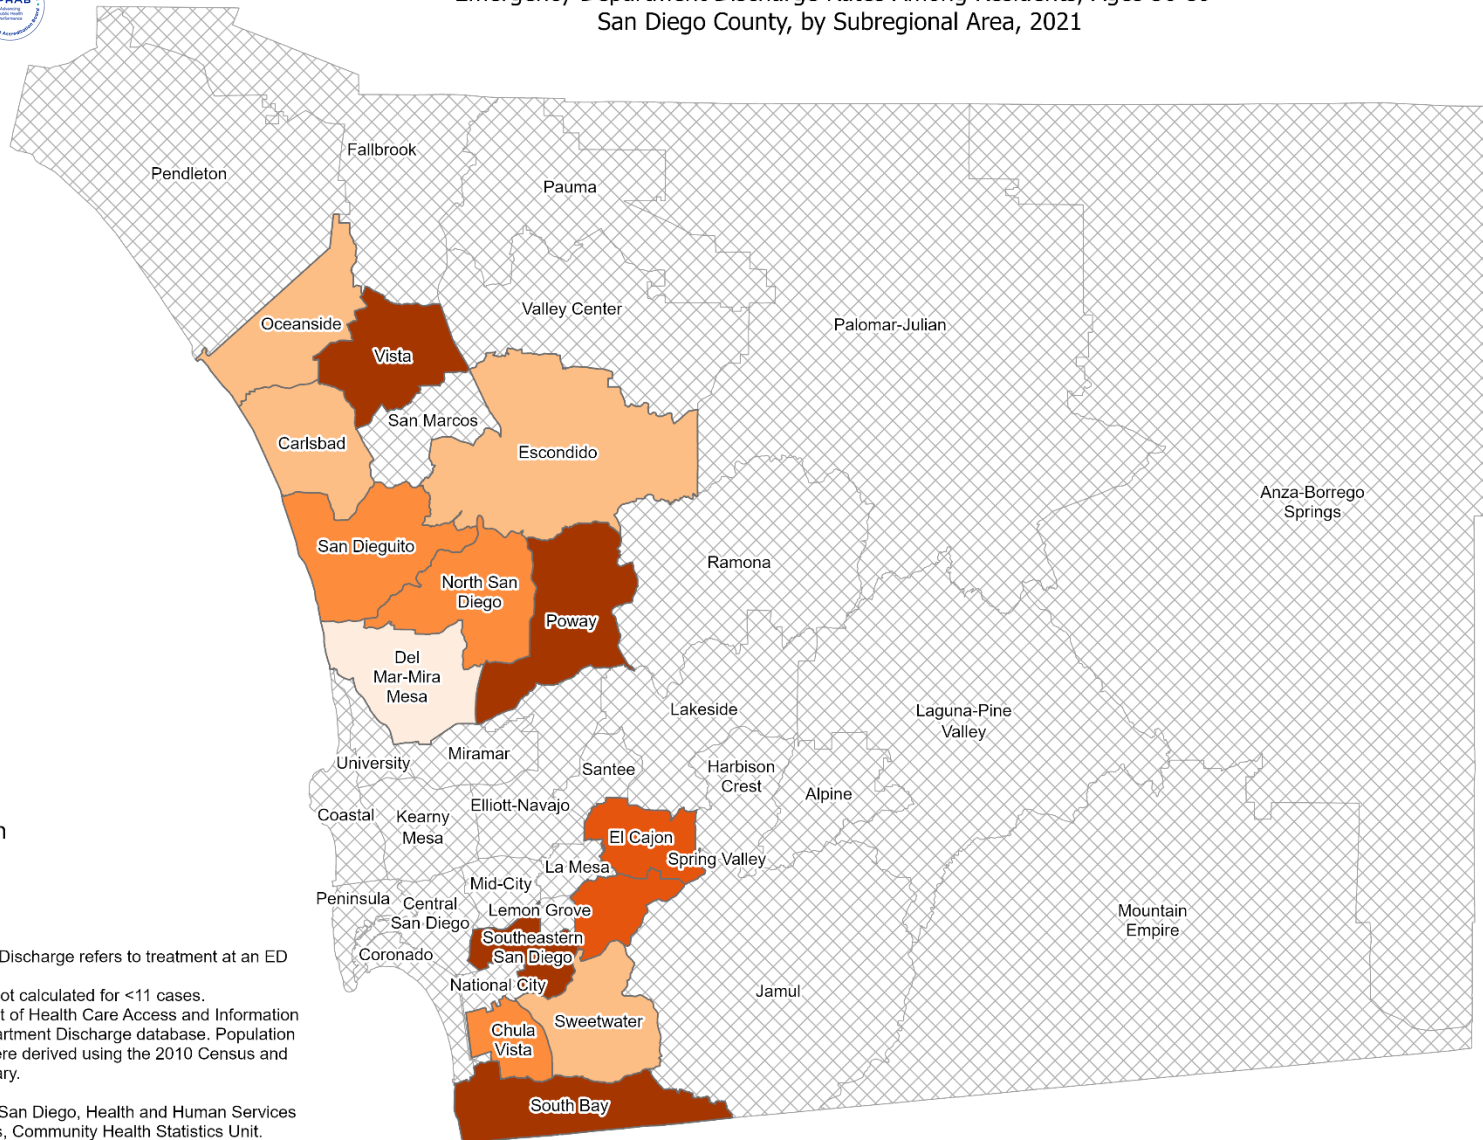 San Diego County, by Subregional Area, 2021
Fallbrook
Pendleton
Pauma
Valley Center
Oceanside
Palomar-Julian
Vista
San Marcos
Carlsbad
Escondido
Anza-Borrego
Springs
San Dieguito
Ramona
North San
Diego
Poway
Del
Mar-Mira
Mesa
Lakeside
Laguna-Pine
Valley
Miramar
University
Santee
Harbison
Crest
Alpine
Elliott-Navajo
Coastal
Kearny
Mesa
El Cajon
Spring Valley
La Mesa
Mid-City
Peninsula
Central
San Diego
Lemon Grove
Mountain
Empire
Southeastern
San Diego
Coronado
National City
Jamul
Sweetwater
Chula
Vista
South Bay
Discharge refers to treatment at an ED
ot calculated for <11 cases.
t of Health Care Access and Information
artment Discharge database. Population
ere derived using the 2010 Census and
ary.
San Diego, Health and Human Services
s, Community Health Statistics Unit.